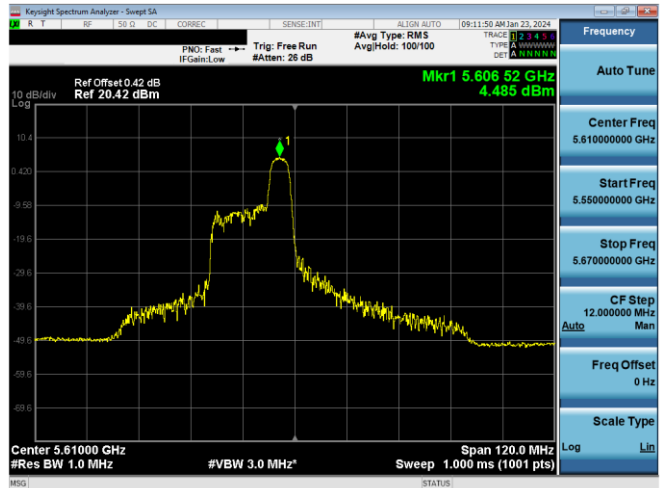 Keysight Spectrum Analyzer - Swept SA
LXI R T RF 50 Ω DC CORREC SENSE:INT ALIGN AUTO 09:11:50 AM Jan 23, 2024
PNO: Fast
IFGain:Low
Trig: Free Run
#Atten: 26 dB
#Avg Type: RMS
Avg|Hold: 100/100
TRACE 1 2 3 4 5 6
TYPE A WWWWW
DET A N N N N N
Mkr1 5.606 52 GHz
4.485 dBm
Ref Offset 0.42 dB
Ref 20.42 dBm
10 dB/div
Log
10.4
0.420
-9.58
-19.6
-29.6
-39.6
-49.6
-59.6
-69.6
1
Center 5.61000 GHz
#Res BW 1.0 MHz
#VBW 3.0 MHz*
Span 120.0 MHz
Sweep 1.000 ms (1001 pts)
MSG
STATUS
Frequency
Auto Tune
Center Freq
5.610000000 GHz
Start Freq
5.550000000 GHz
Stop Freq
5.670000000 GHz
CF Step
12.000000 MHz
Auto Man
Freq Offset
0 Hz
Scale Type
Log Lin